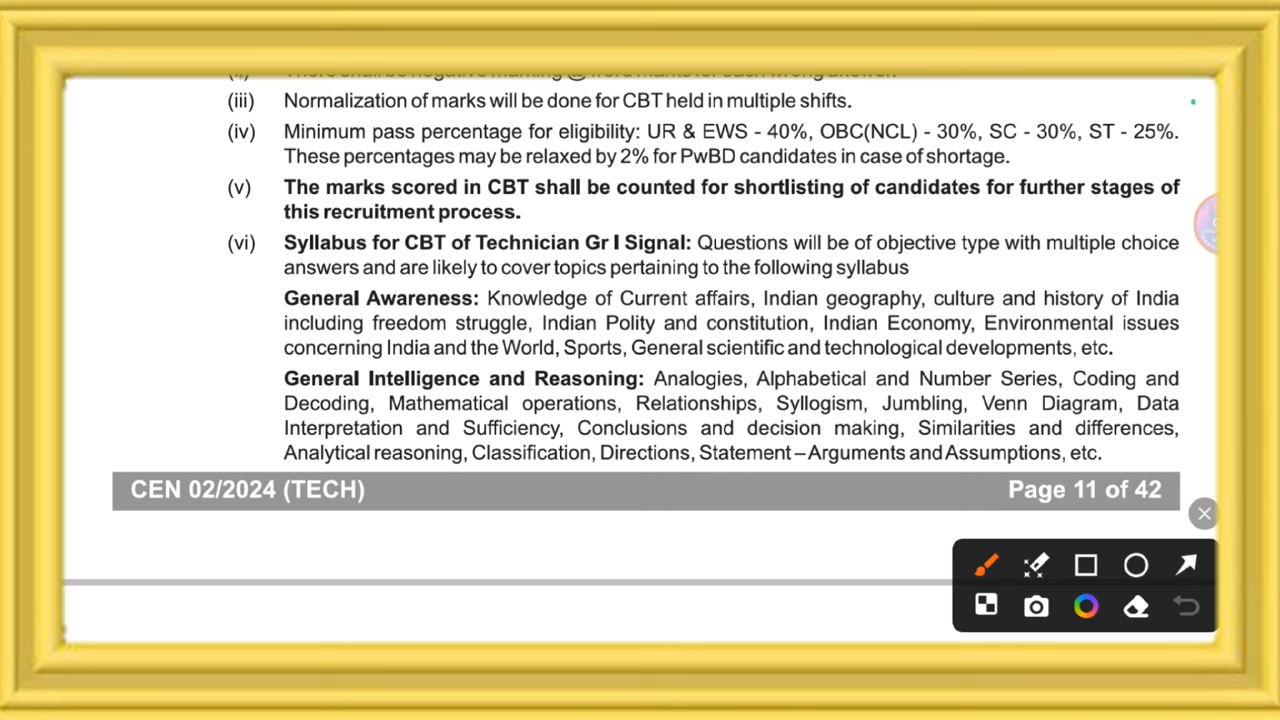 (iii) Normalization of marks will be done for CBT held in multiple shifts.
(iv) Minimum pass percentage for eligibility: UR & EWS - 40%, OBC(NCL) - 30%, SC - 30%, ST - 25%.
These percentages may be relaxed by 2% for PwBD candidates in case of shortage.
(v) The marks scored in CBT shall be counted for shortlisting of candidates for further stages of
this recruitment process.
(vi) Syllabus for CBT of Technician Gr I Signal: Questions will be of objective type with multiple choice
answers and are likely to cover topics pertaining to the following syllabus
General Awareness: Knowledge of Current affairs, Indian geography, culture and history of India
including freedom struggle, Indian Polity and constitution, Indian Economy, Environmental issues
concerning India and the World, Sports, General scientific and technological developments, etc.
General Intelligence and Reasoning: Analogies, Alphabetical and Number Series, Coding and
Decoding, Mathematical operations, Relationships, Syllogism, Jumbling, Venn Diagram, Data
Interpretation and Sufficiency, Conclusions and decision making, Similarities and differences,
Analytical reasoning, Classification, Directions, Statement – Arguments and Assumptions, etc.
CEN 02/2024 (TECH) Page 11 of 42